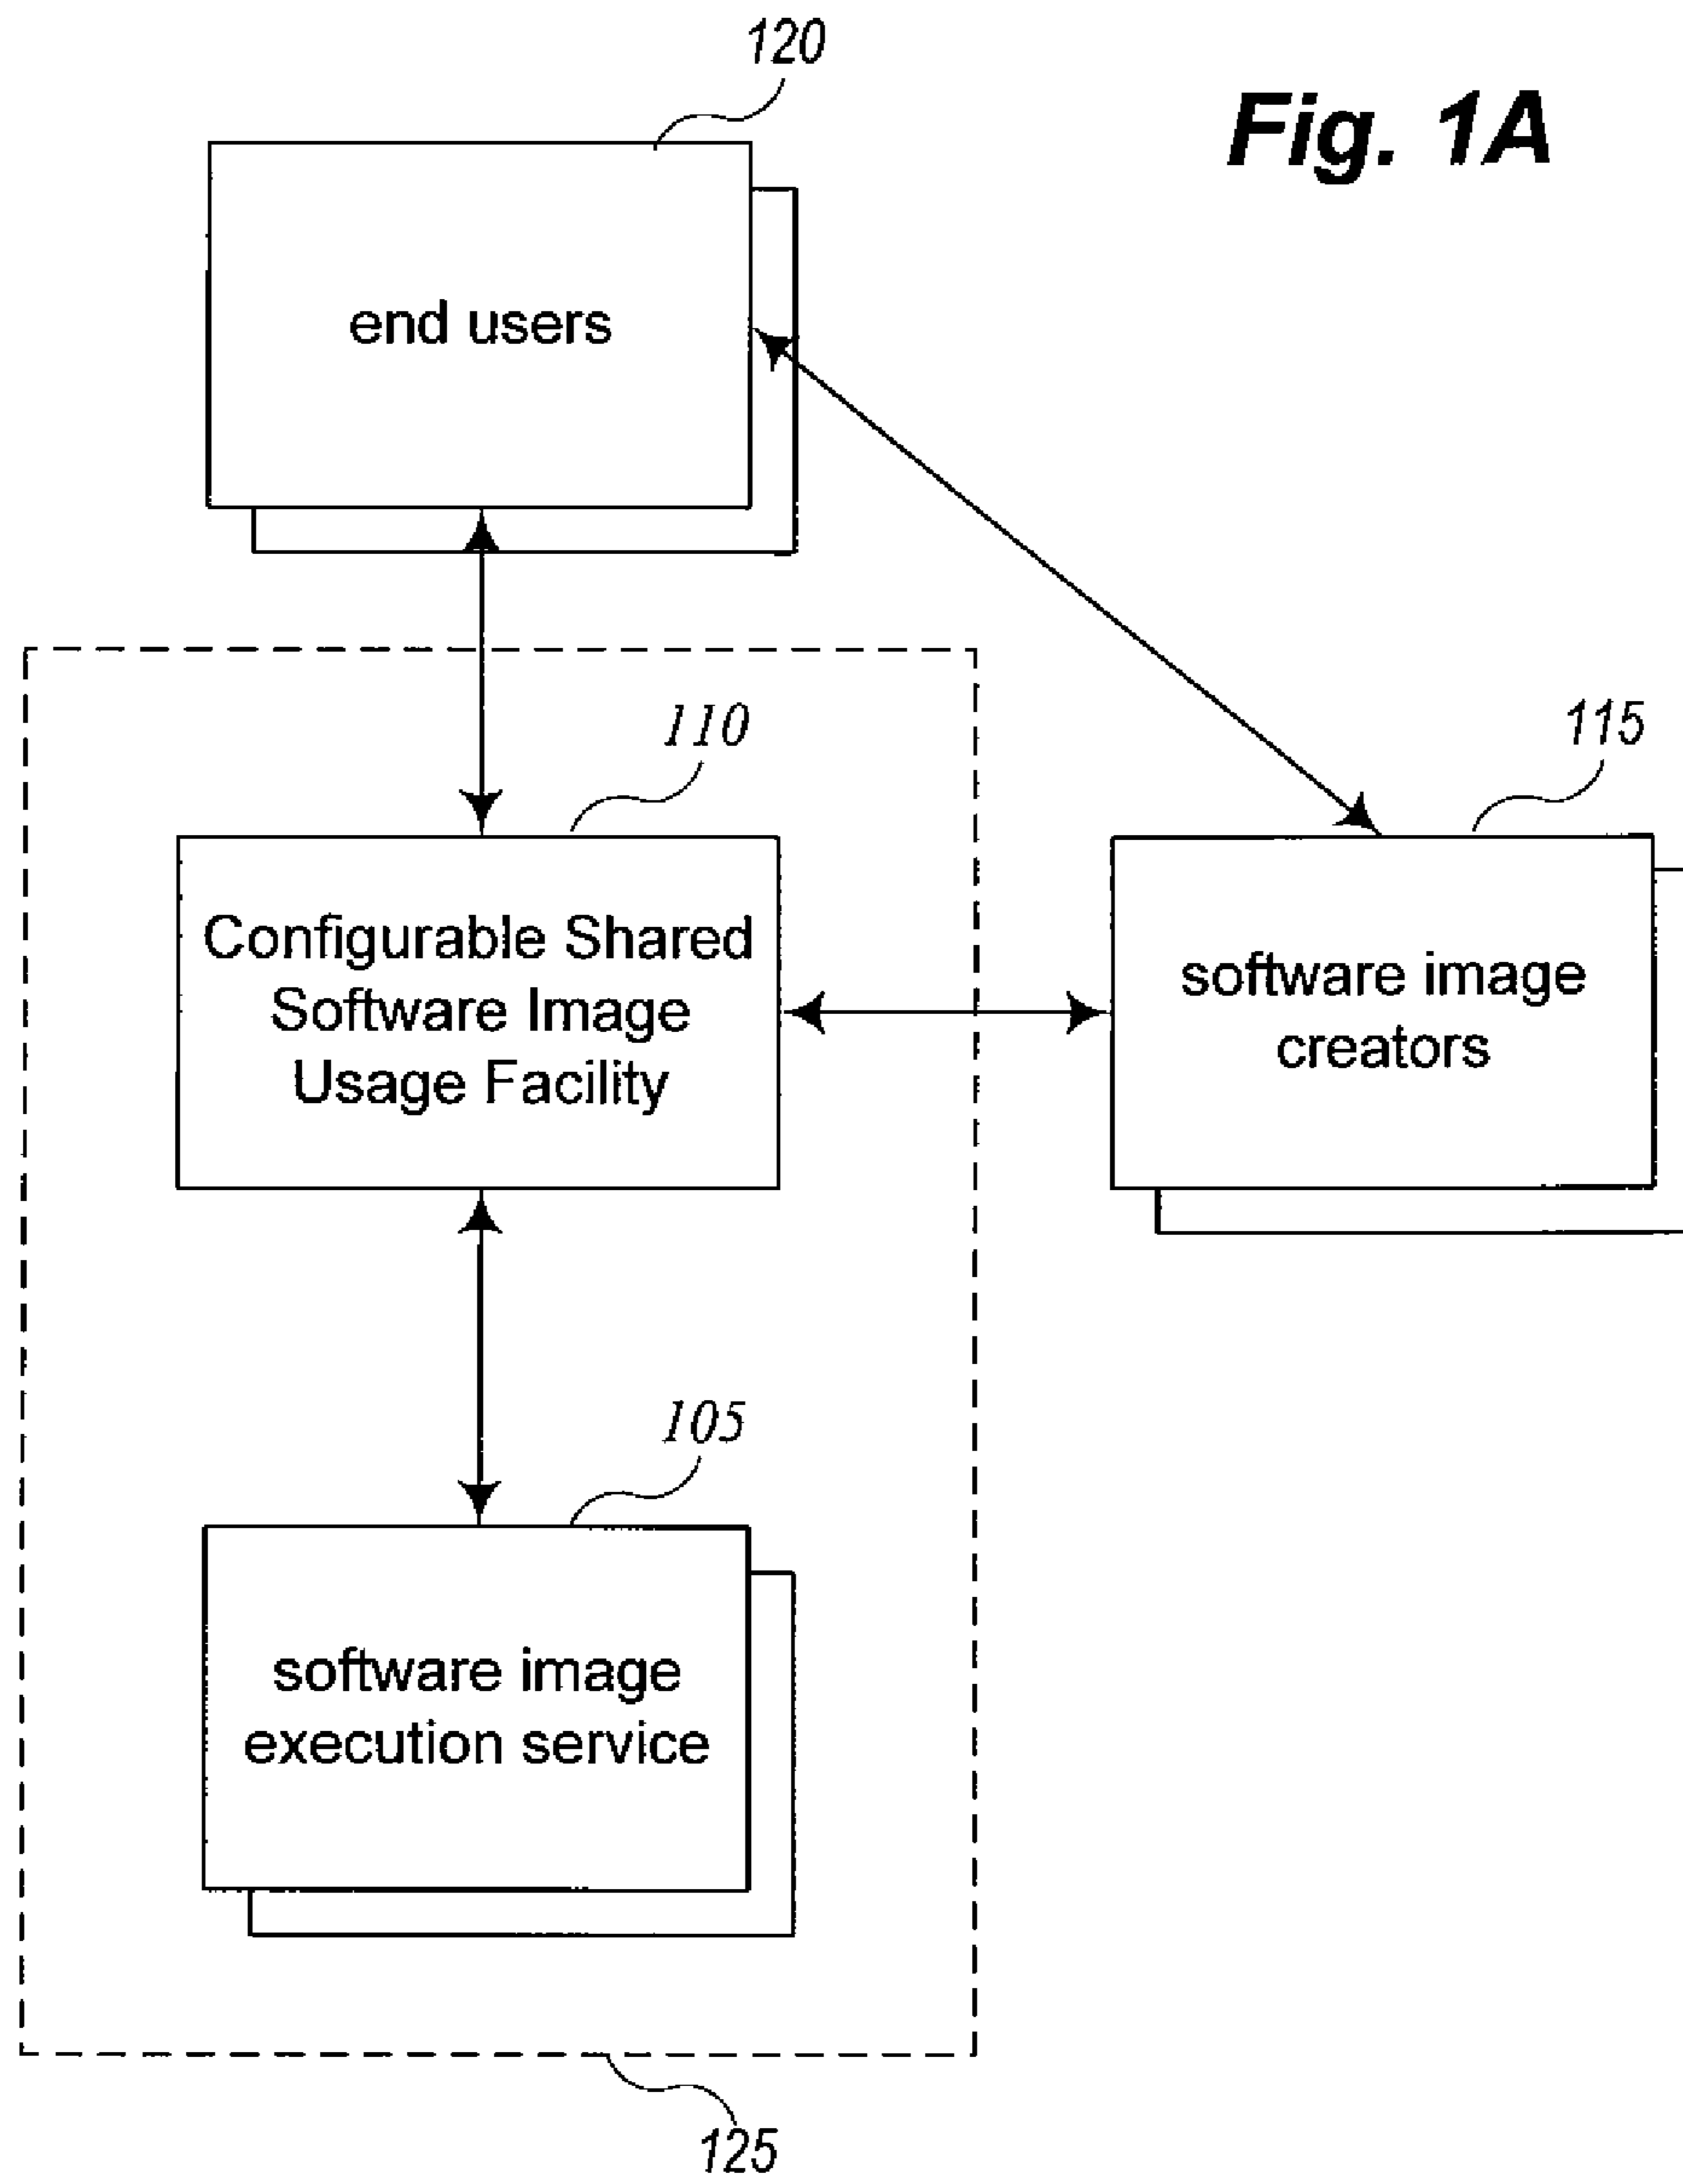 120
Fig. 1A
end users
110
115
Configurable Shared
Software Image
Usage Facility
software image
creators
105
software image
execution service
125